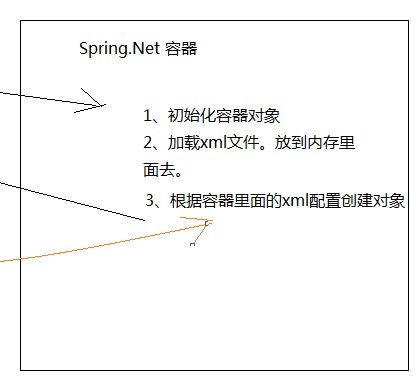 Spring.Net 容器
1、初始化容器对象
2、加载xml文件。放到内存里
面去。
3、根据容器里面的xml配置创建对象